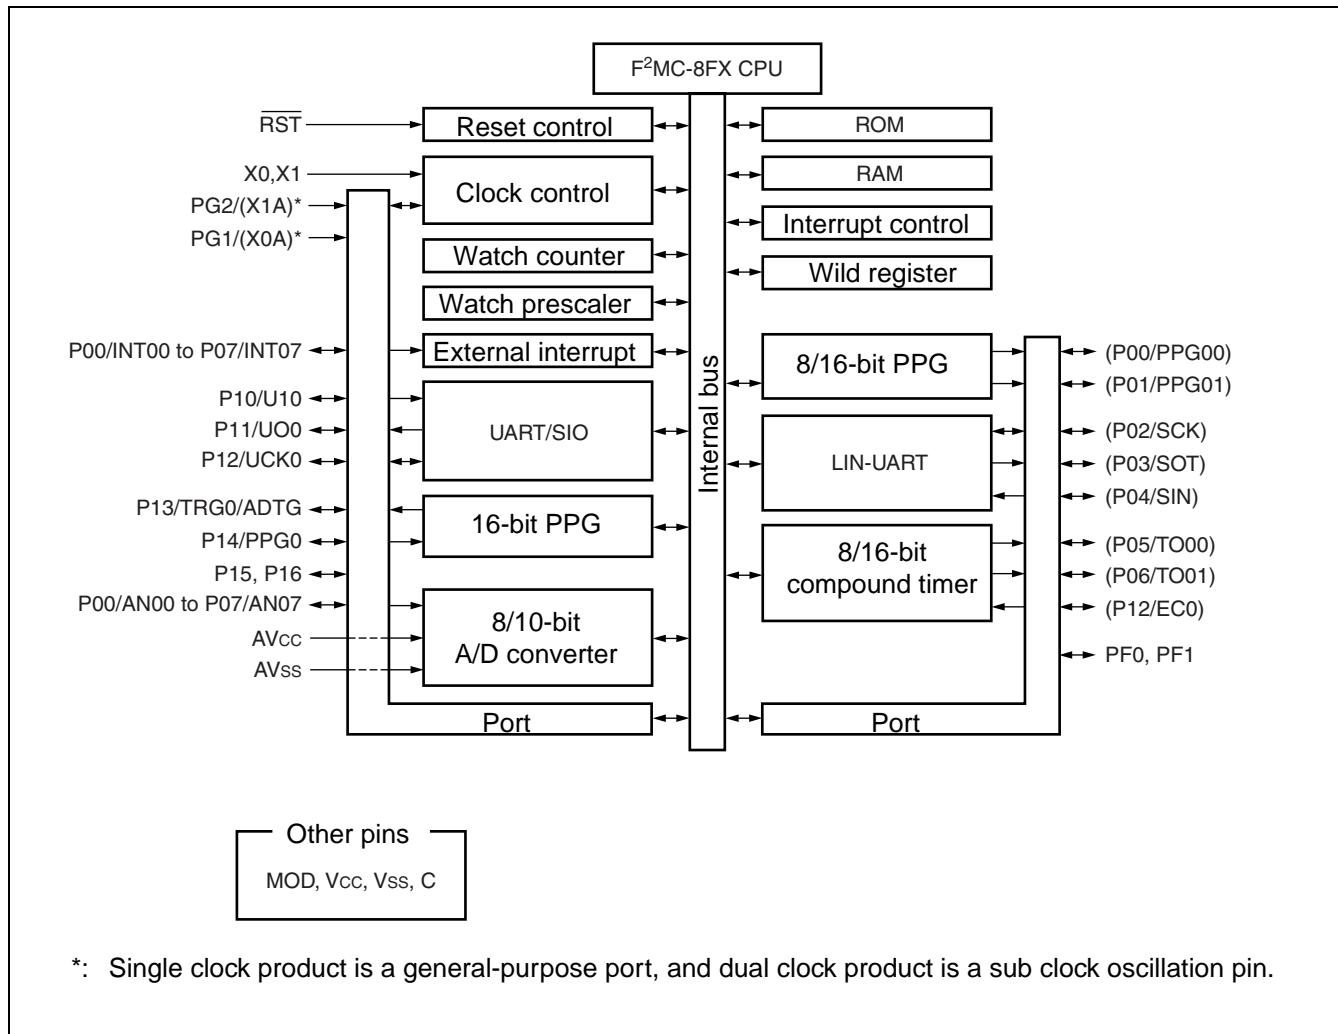 F²MC-8FX CPU
RST
Reset control
ROM
X0,X1
Clock control
RAM
PG2/(X1A)*
PG1/(X0A)*
Interrupt control
Watch counter
Wild register
Watch prescaler
P00/INT00 to P07/INT07
External interrupt
Internal bus
8/16-bit PPG
(P00/PPG00)
(P01/PPG01)
P10/U10
P11/UO0
P12/UCK0
UART/SIO
LIN-UART
(P02/SCK)
(P03/SOT)
(P04/SIN)
P13/TRG0/ADTG
P14/PPG0
16-bit PPG
8/16-bit
compound timer
(P05/TO00)
(P06/TO01)
(P12/EC0)
P15, P16
P00/AN00 to P07/AN07
AVCC
AVSS
8/10-bit
A/D converter
PF0, PF1
Port
Port
Other pins
MOD, VCC, VSS, C
*: Single clock product is a general-purpose port, and dual clock product is a sub clock oscillation pin.